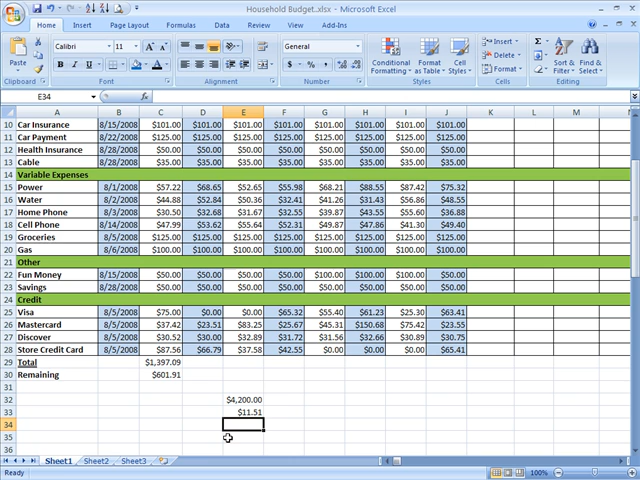 Household Budget.xlsx - Microsoft Excel
Home Insert Page Layout Formulas Data Review View Add-Ins
Paste Calibri 11 General Conditional Formatting Format as Table Cell Styles Insert Delete Format Sort & Filter Find & Select
Clipboard Font Alignment Number Styles Cells Editing
E34 fx
A B C D E F G H I J K L M
10 Car Insurance 8/15/2008 $101.00 $101.00 $101.00 $101.00 $101.00 $101.00 $101.00 $101.00
11 Car Payment 8/22/2008 $125.00 $125.00 $125.00 $125.00 $125.00 $125.00 $125.00 $125.00
12 Health Insurance 8/28/2008 $50.00 $50.00 $50.00 $50.00 $50.00 $50.00 $50.00 $50.00
13 Cable 8/28/2008 $35.00 $35.00 $35.00 $35.00 $35.00 $35.00 $35.00 $35.00
14 Variable Expenses
15 Power 8/1/2008 $57.22 $68.65 $52.65 $55.98 $68.21 $88.55 $87.42 $75.32
16 Water 8/2/2008 $44.88 $52.84 $50.36 $32.41 $41.26 $31.43 $56.86 $48.55
17 Home Phone 8/3/2008 $30.50 $32.68 $31.67 $32.55 $39.87 $43.55 $55.60 $36.88
18 Cell Phone 8/14/2008 $47.99 $53.62 $55.64 $52.31 $49.87 $47.86 $41.30 $49.40
19 Groceries 8/5/2008 $125.00 $125.00 $125.00 $125.00 $125.00 $125.00 $125.00 $125.00
20 Gas 8/6/2008 $100.00 $100.00 $100.00 $100.00 $100.00 $100.00 $100.00 $100.00
21 Other
22 Fun Money 8/15/2008 $50.00 $50.00 $50.00 $100.00 $100.00 $100.00 $100.00 $50.00
23 Savings 8/28/2008 $50.00 $50.00 $50.00 $50.00 $50.00 $50.00 $50.00 $50.00
24 Credit
25 Visa 8/5/2008 $75.00 $0.00 $0.00 $65.32 $55.40 $61.23 $25.30 $63.41
26 Mastercard 8/5/2008 $37.42 $23.51 $83.25 $25.67 $45.31 $150.68 $75.42 $23.55
27 Discover 8/5/2008 $30.52 $30.00 $32.89 $31.72 $31.56 $32.66 $30.89 $30.75
28 Store Credit Card 8/5/2008 $87.56 $66.79 $37.58 $42.55 $0.00 $0.00 $0.00 $65.41
29 Total $1,397.09
30 Remaining $601.91
31
32 $4,200.00
33 $11.51
34
35
36
Sheet1 Sheet2 Sheet3
Ready 100%